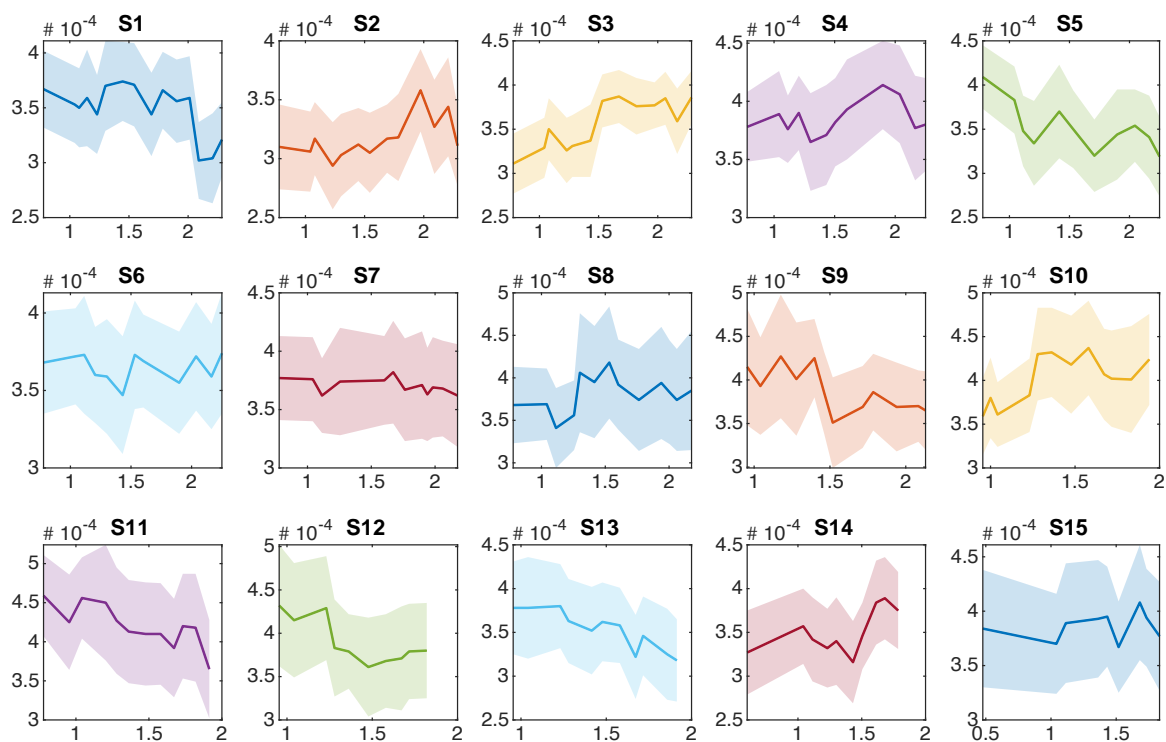 # 10-4 S1 # 10-4 S2 # 10-4 S3 # 10-4 S4 # 10-4 S5
4 4 4.5 4.5 4.5
3.5 3.5 4 4 4
3 3 3.5 3.5 3.5
2.5 2.5 3 3 3
2.5 2.5
1 1.5 2 1 1.5 2 1 1.5 2 1 1.5 2 1 1.5 2
# 10-4 S6 # 10-4 S7 # 10-4 S8 # 10-4 S9 # 10-4 S10
4 4.5 5 5 5
3.5 4 4.5 4.5 4.5
3 3.5 4 4 4
3 3.5 3.5 3.5
3 3 3
1 1.5 2 1 1.5 2 1 1.5 2 1 1.5 2 1 1.5 2
# 10-4 S11 # 10-4 S12 # 10-4 S13 # 10-4 S14 # 10-4 S15
5 5 4.5 4.5 4.5
4.5 4.5 4 4 4
4 4 3.5 3.5 3.5
3.5 3.5 3 3 3
3 3 2.5 2.5
1 1.5 2 1 1.5 2 1 1.5 2 1 1.5 2 0.5 1 1.5